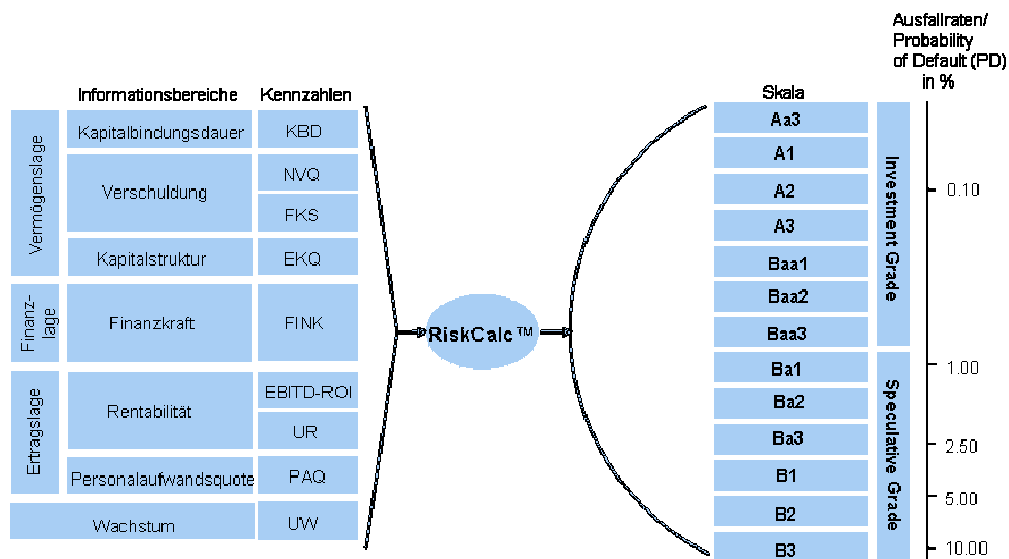 Ausfallraten/
Probability
of Default (PD)
in %
Informationsbereiche
Kennzahlen
Skala
Vermögenslage
Kapitalbindungsdauer
KBD
Verschuldung
NVQ
FKS
Kapitalstruktur
EKQ
Finanz-
lage
Finanzkraft
FINK
Ertragslage
Rentabilität
EBITD-ROI
UR
Personalaufwandsquote
PAQ
Wachstum
UW
RiskCalc™
Aa3
A1
A2
A3
Baa1
Baa2
Baa3
Ba1
Ba2
Ba3
B1
B2
B3
Investment Grade
Speculative Grade
0.10
1.00
2.50
5.00
10.00